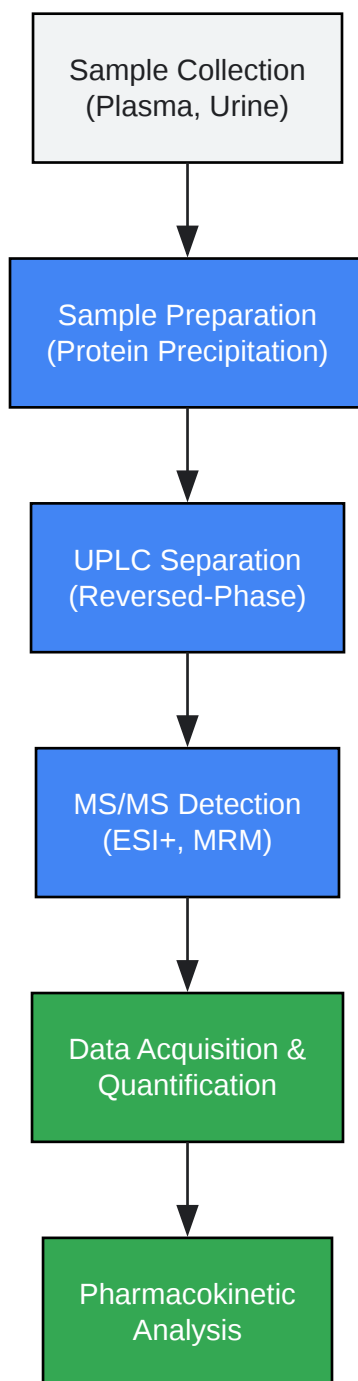 Sample Collection
(Plasma, Urine)
Sample Preparation
(Protein Precipitation)
UPLC Separation
(Reversed-Phase)
MS/MS Detection
(ESI+, MRM)
Data Acquisition &
Quantification
Pharmacokinetic
Analysis